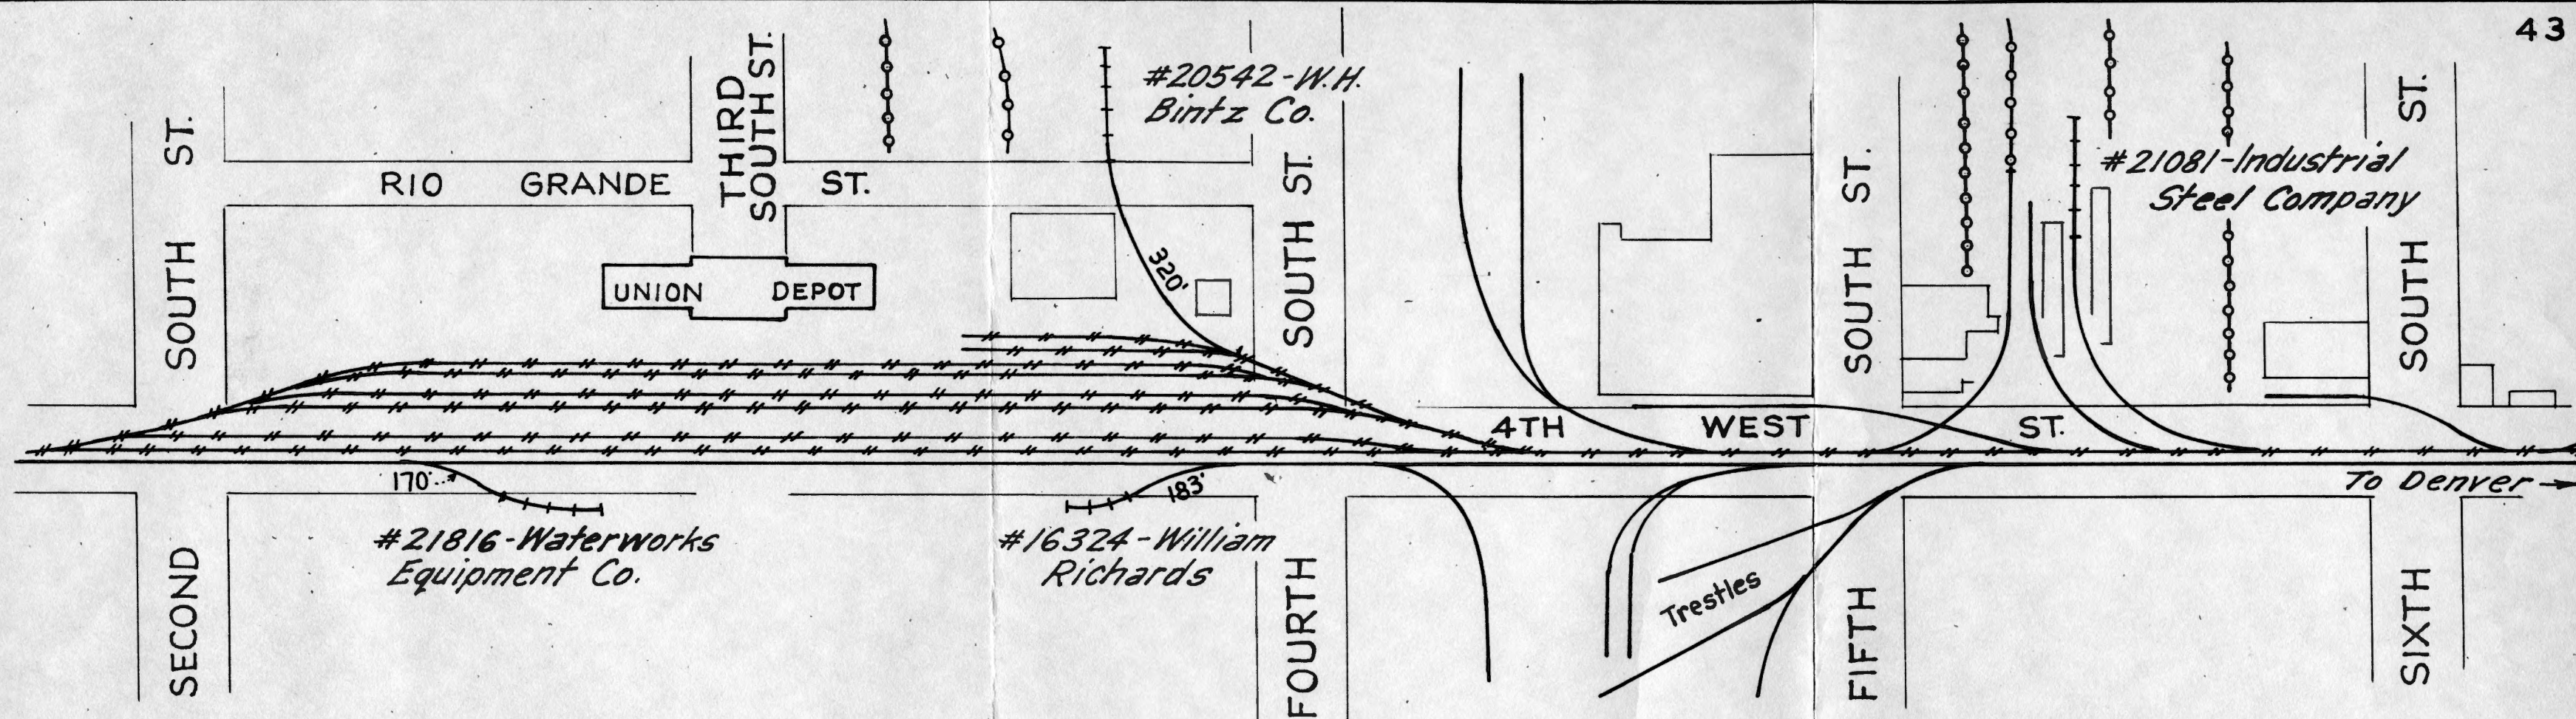 43
THIRD
SOUTH ST.
#20542-W.H.
Bintz Co.
#21081-Industrial
Steel Company
RIO GRANDE ST.
320'
UNION DEPOT
SECOND SOUTH ST.
FOURTH SOUTH ST.
FIFTH SOUTH ST.
SIXTH SOUTH ST.
4TH WEST ST.
170'
183'
To Denver
#21816-Waterworks
Equipment Co.
#16324-William
Richards
Trestles